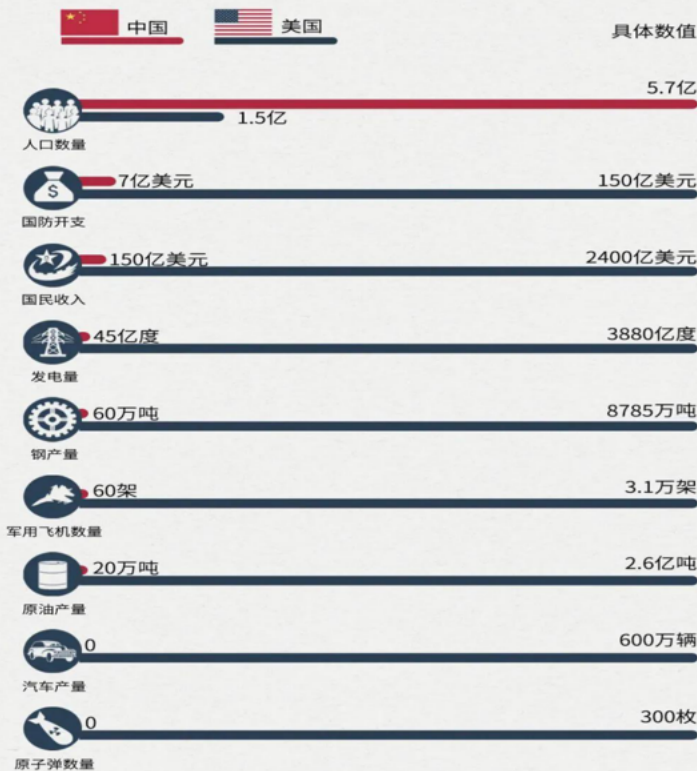 中国 美国 具体数值
5.7亿
1.5亿
人口数量
7亿美元 150亿美元
国防开支
150亿美元 2400亿美元
国民收入
45亿度 3880亿度
发电量
60万吨 8785万吨
钢产量
60架 3.1万架
军用飞机数量
20万吨 2.6亿吨
原油产量
0 600万辆
汽车产量
0 300枚
原子弹数量